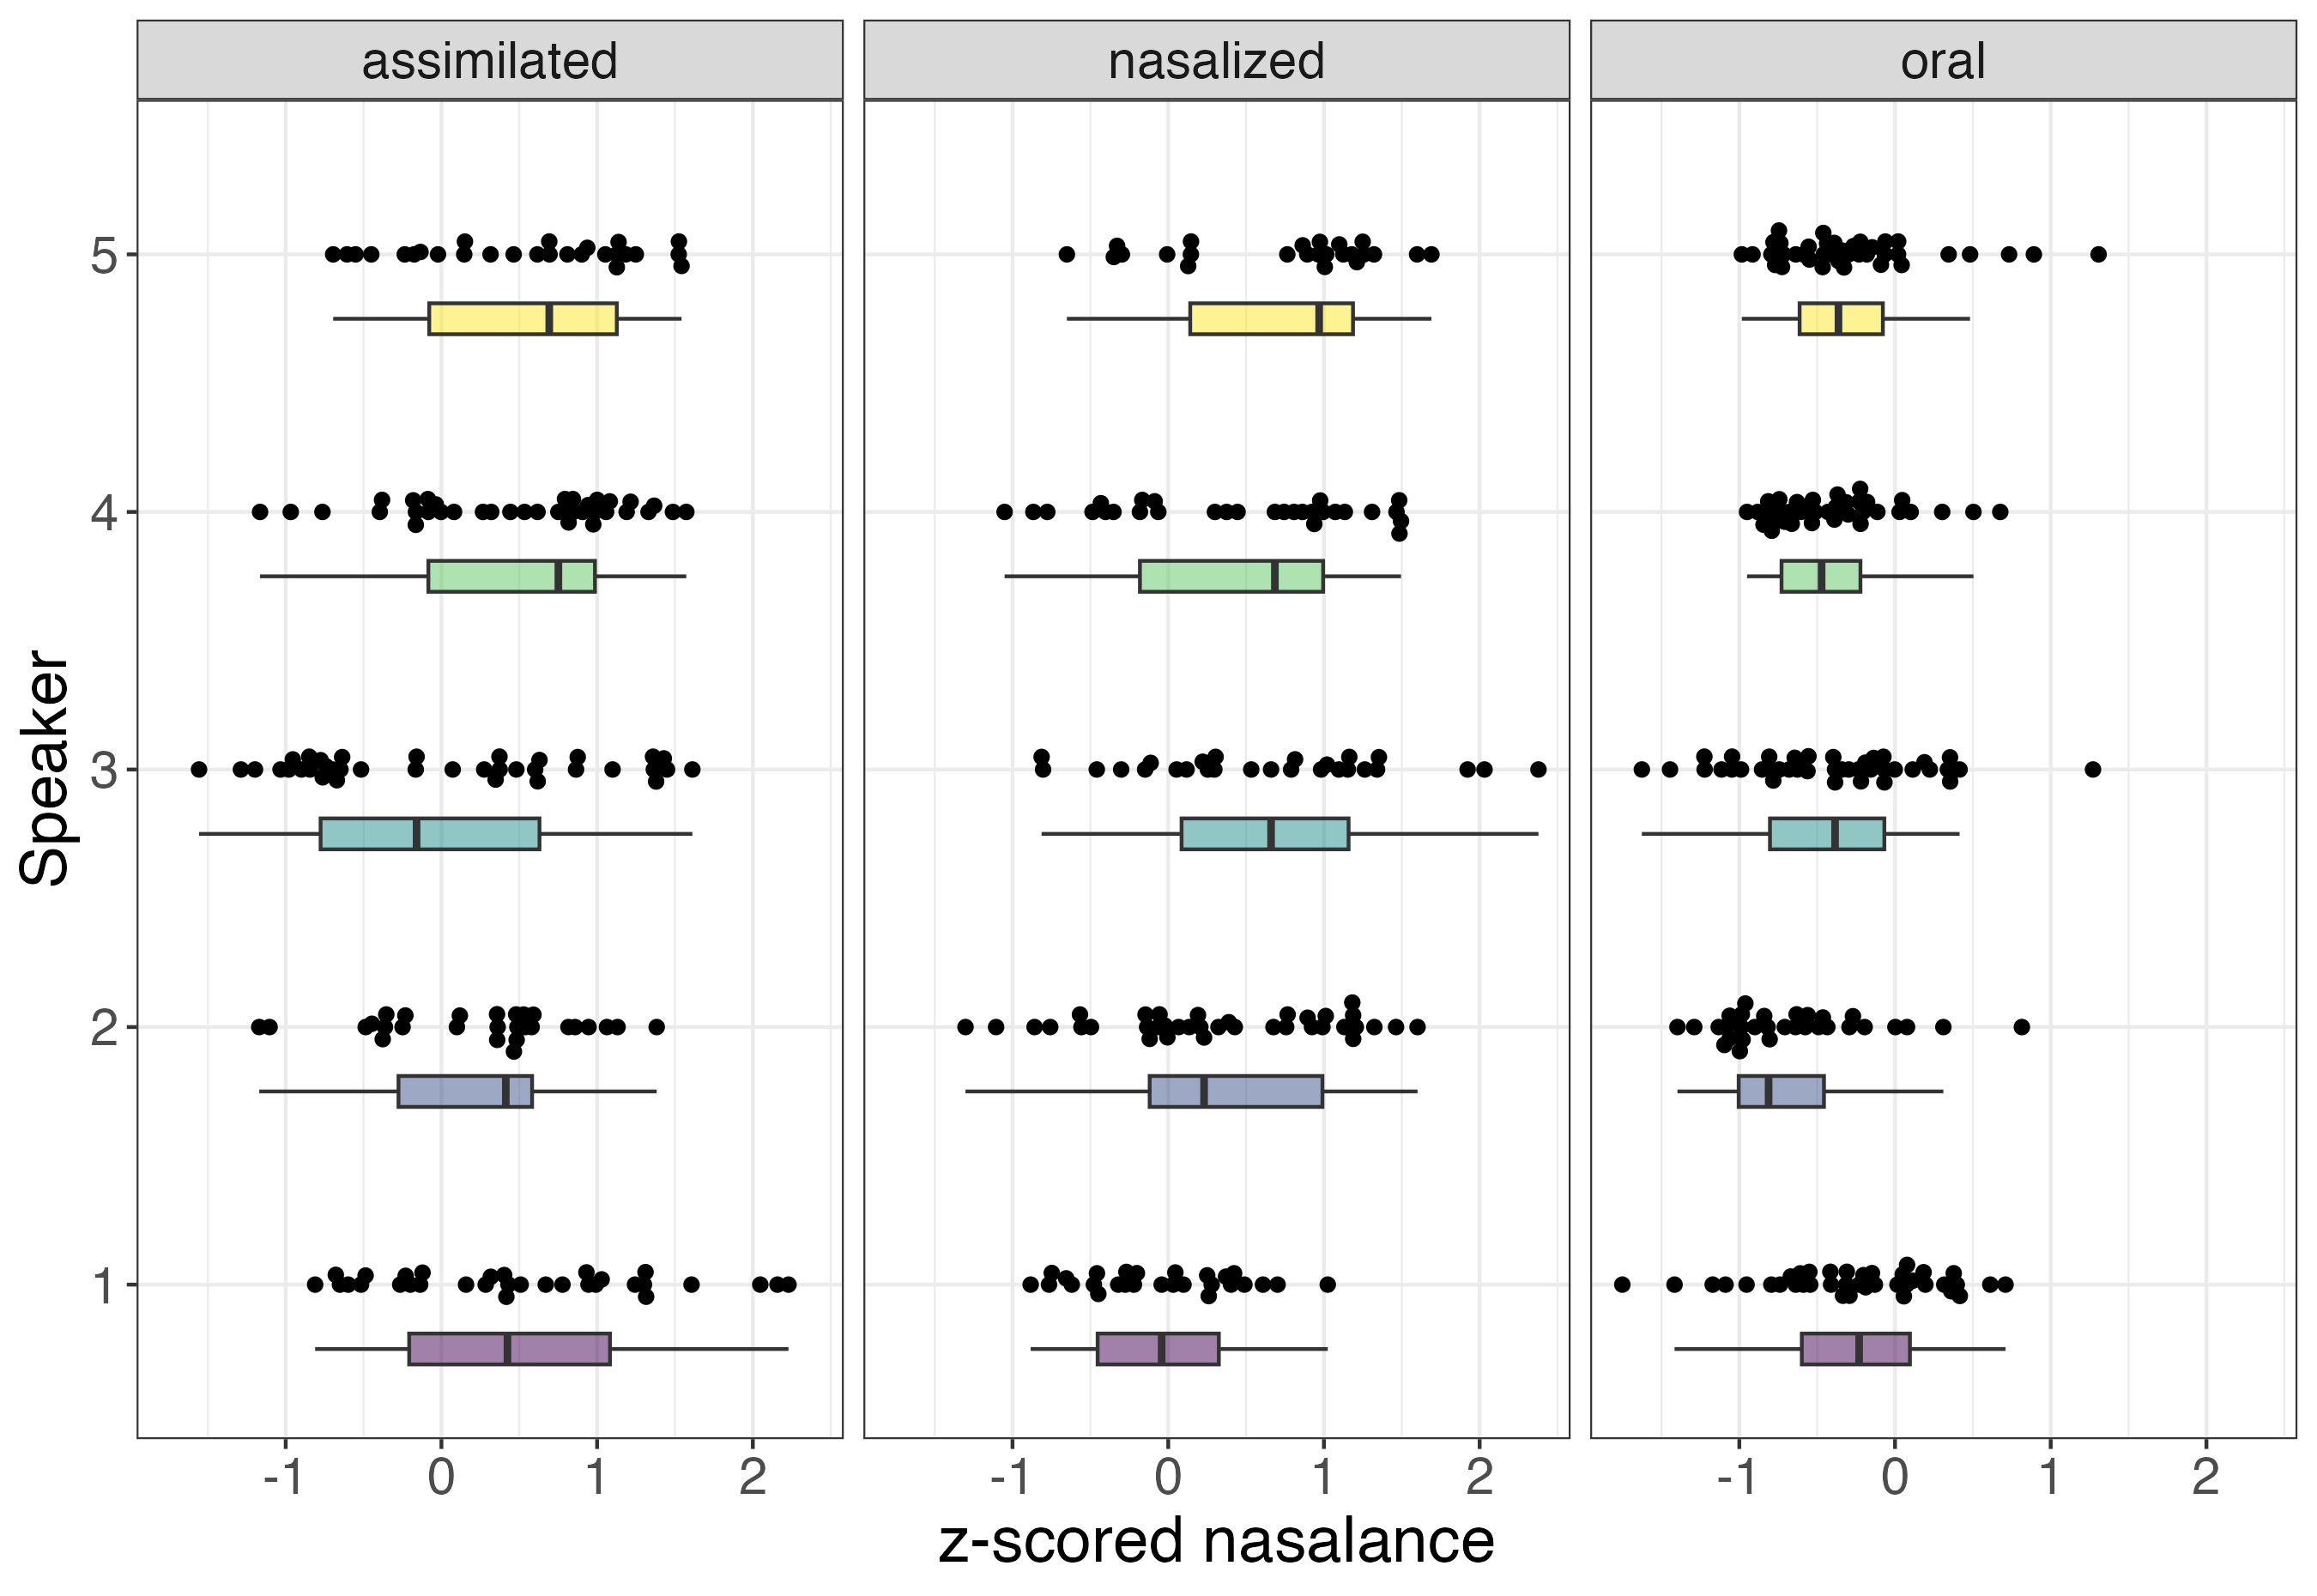 assimilated nasalized oral
Speaker
5
4
3
2
1
-1 0 1 2 -1 0 1 2 -1 0 1 2
z-scored nasalance